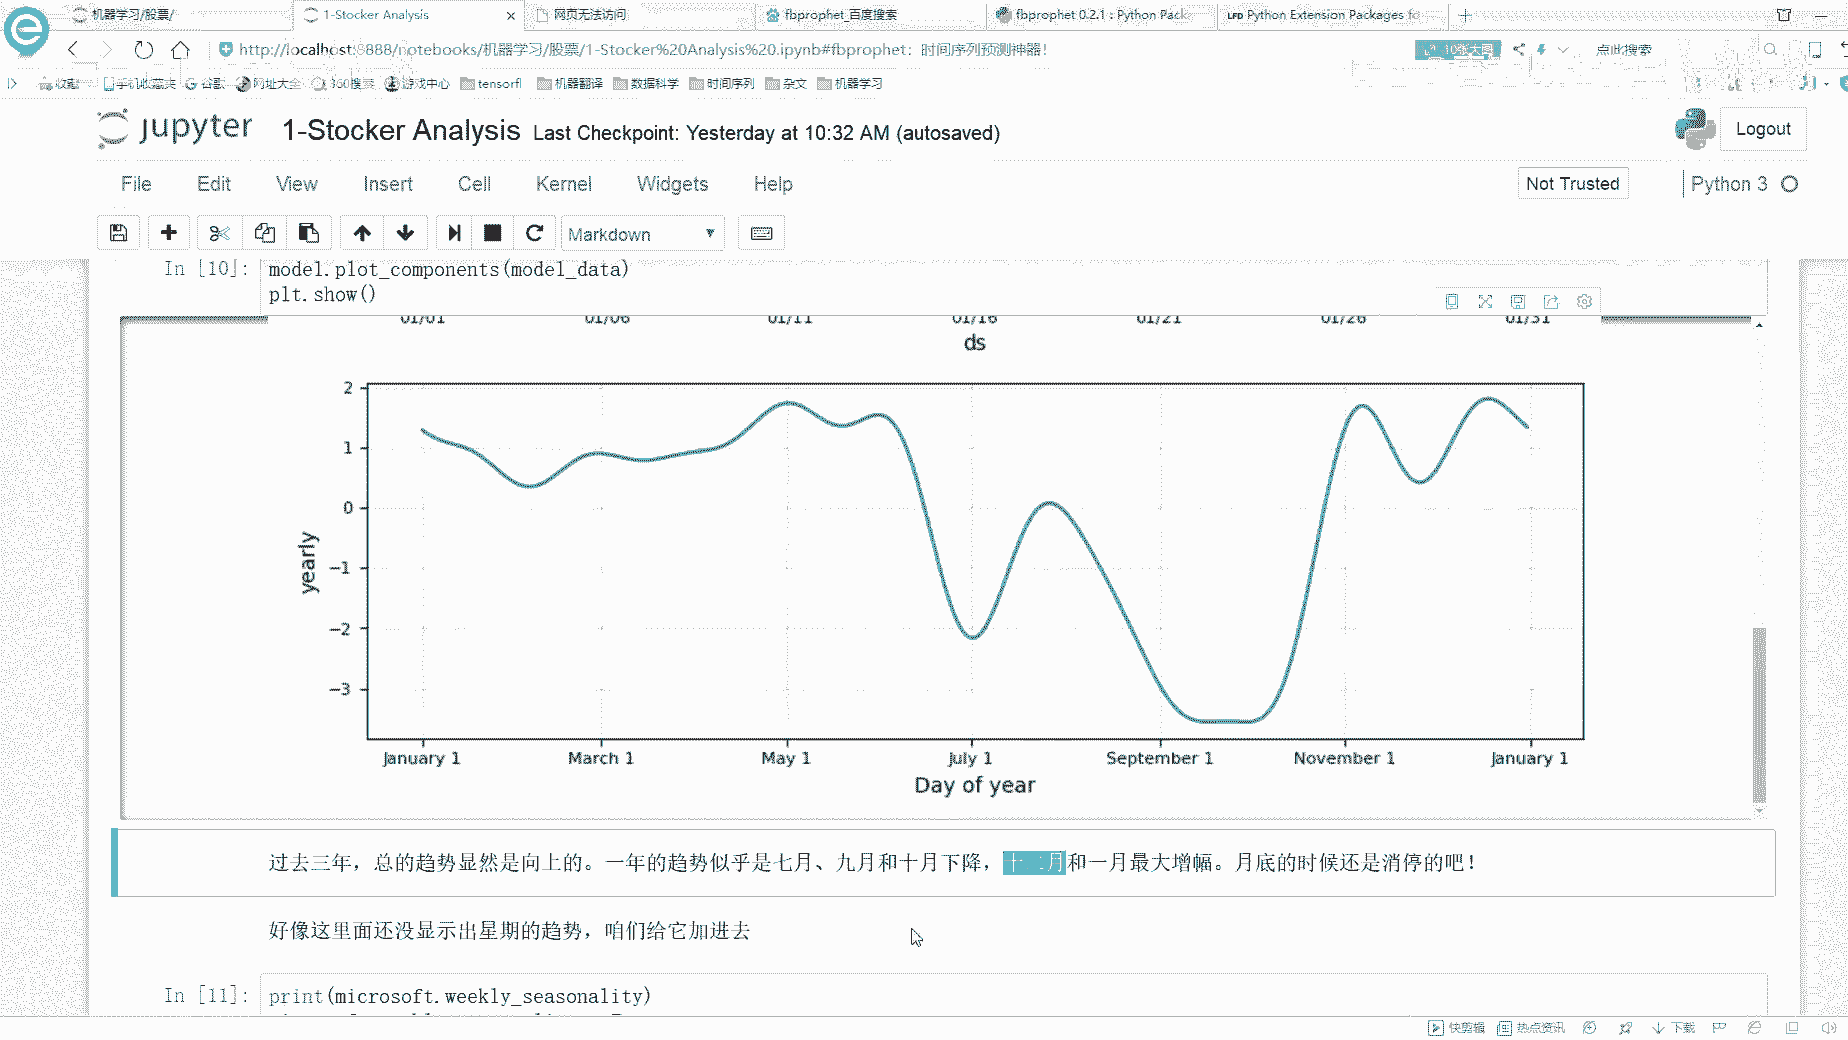 机器学习/股票/
1-Stocker Analysis
网页无法访问
fbprophet_百度搜索
fbprophet 0.2.1 : Python Pack
LFD Python Extension Packages fo
http://localhost:8888/notebooks/机器学习/股票/1-Stocker%20Analysis%20.ipynb#fbprophet：时间序列预测神器！
10张大图
点此搜索
收藏
手机收藏夹
谷歌
网址大全
360搜索
游戏中心
tensorfl
机器翻译
数据科学
时间序列
杂文
机器学习
jupyter
1-Stocker Analysis Last Checkpoint: Yesterday at 10:32 AM (autosaved)
Logout
File Edit View Insert Cell Kernel Widgets Help
Not Trusted
Python 3
Markdown
In [10]:
model.plot_components(model_data)
plt.show()
01/01 01/06 01/11 01/16 01/21 01/26 01/31
ds
2
1
0
−1
−2
−3
yearly
January 1 March 1 May 1 July 1 September 1 November 1 January 1
Day of year
过去三年，总的趋势显然是向上的。一年的趋势似乎是七月、九月和十月下降，十二月和一月最大增幅。月底的时候还是消停的吧！
好像这里面还没显示出星期的趋势，咱们给它加进去
In [11]:
print(microsoft.weekly_seasonality)
快剪辑
热点资讯
下载